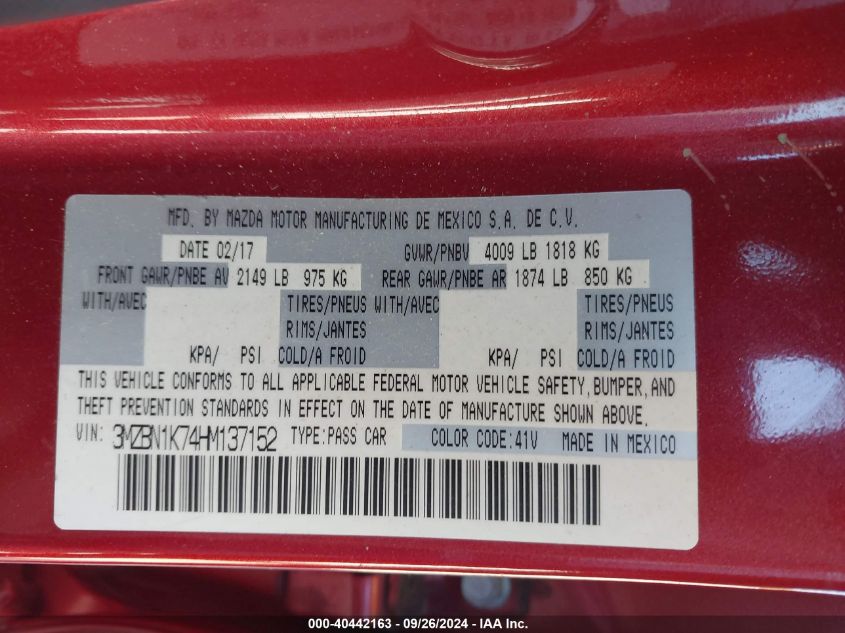 MFD. BY MAZDA MOTOR MANUFACTURING DE MEXICO S.A. DE C.V.
DATE 02/17 GVWR/PNBV 4009 LB 1818 KG
FRONT GAWR/PNBE AV 2149 LB 975 KG REAR GAWR/PNBE AR 1874 LB 850 KG
WITH/AVEC TIRES/PNEUS WITH/AVEC TIRES/PNEUS
RIMS/JANTES RIMS/JANTES
KPA/ PSI COLD/A FROID KPA/ PSI COLD/A FROID
THIS VEHICLE CONFORMS TO ALL APPLICABLE FEDERAL MOTOR VEHICLE SAFETY, BUMPER, AND
THEFT PREVENTION STANDARDS IN EFFECT ON THE DATE OF MANUFACTURE SHOWN ABOVE.
VIN: 3MZBN1K74HM137152 TYPE:PASS CAR COLOR CODE:41V MADE IN MEXICO
000-40442163 - 09/26/2024 - IAA Inc.